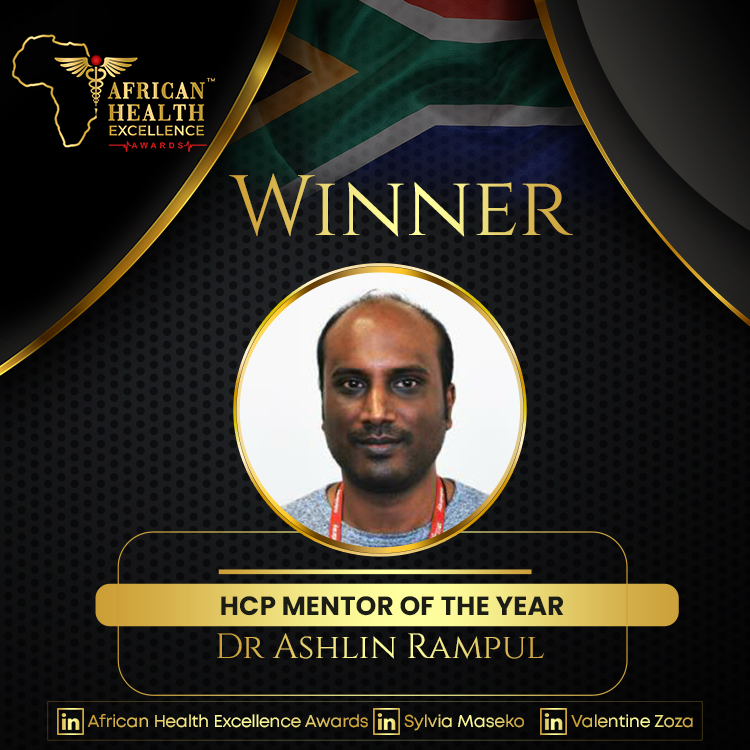 AFRICAN™
HEALTH
EXCELLENCE
AWARDS
WINNER
HCP MENTOR OF THE YEAR
DR ASHLIN RAMPUL
in African Health Excellence Awards in Sylvia Maseko in Valentine Zoza